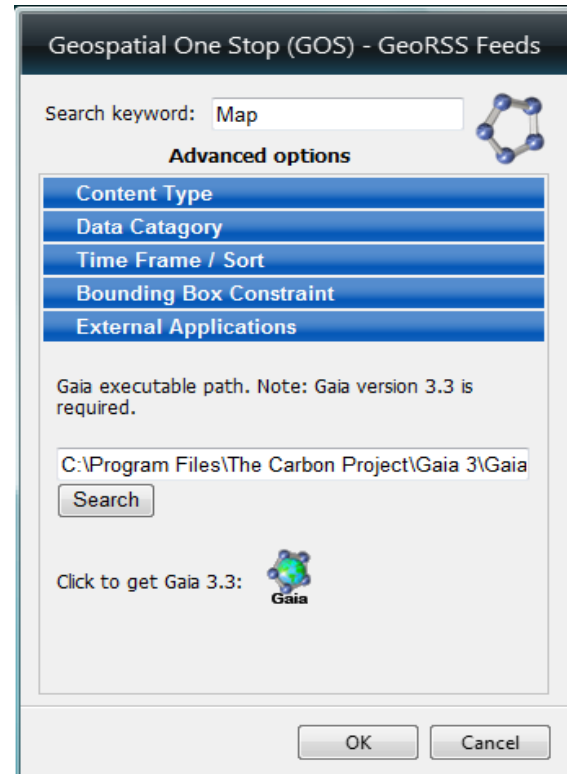 Geospatial One Stop (GOS) - GeoRSS Feeds
Search keyword: Map
Advanced options
Content Type
Data Catagory
Time Frame / Sort
Bounding Box Constraint
External Applications
Gaia executable path. Note: Gaia version 3.3 is
required.
C:\Program Files\The Carbon Project\Gaia 3\Gaia
Search
Click to get Gaia 3.3:
Gaia
OK Cancel